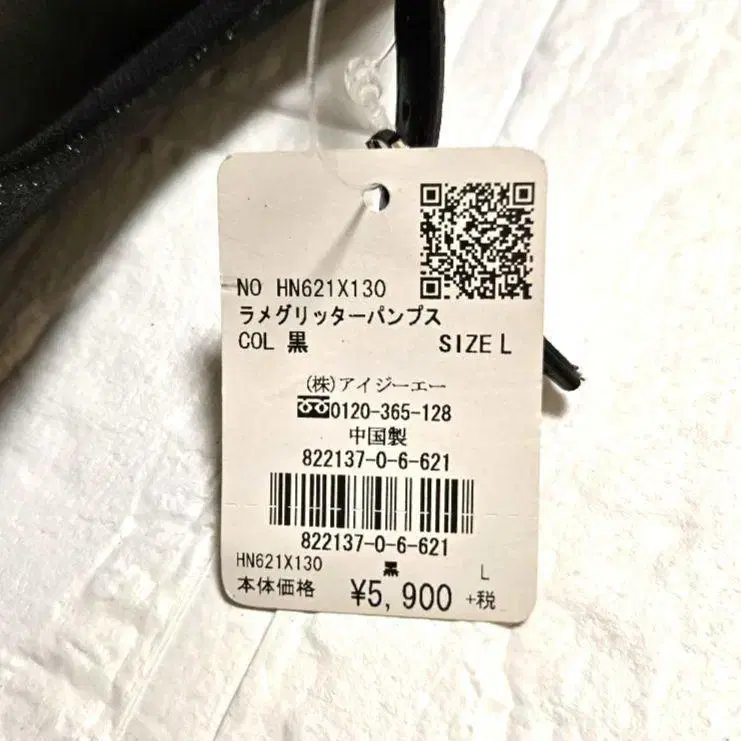 NO HN621X130
ラメグリッターパンプス
COL 黒 SIZE L
(株)アイジーエー
0120-365-128
中国製
822137-0-6-621
822137-0-6-621
HN621X130 黒 L
本体価格 ¥5,900 +税